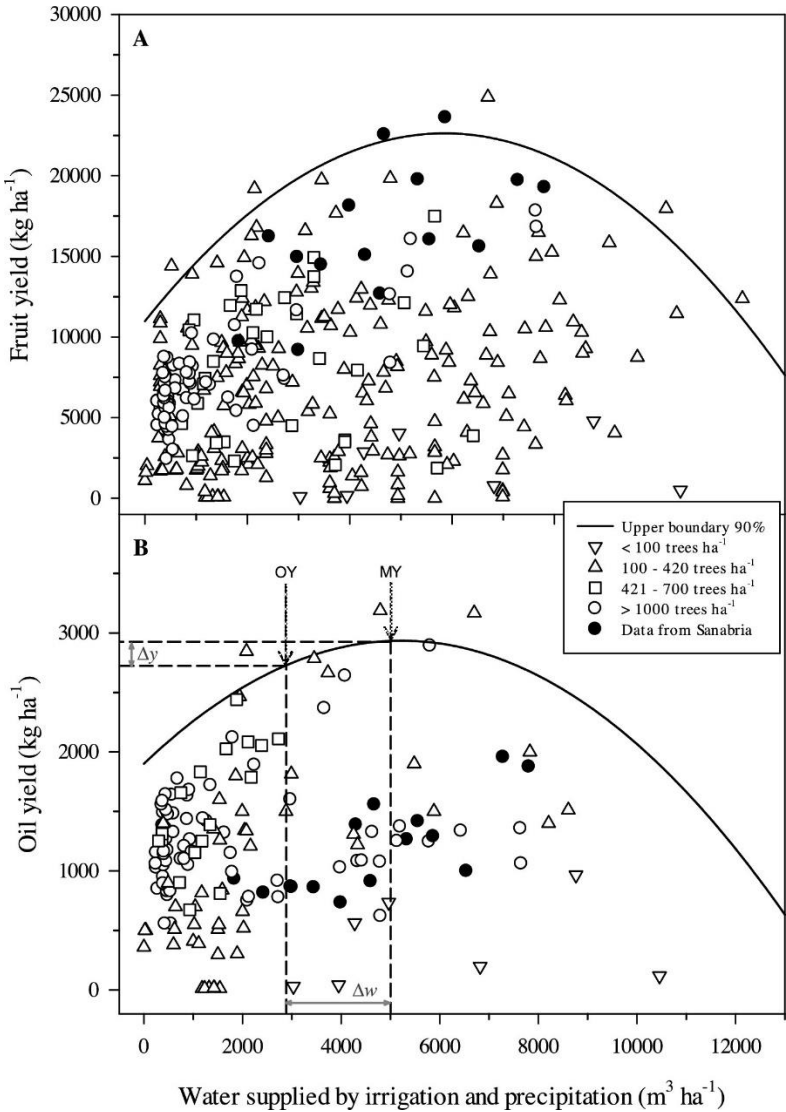 30000
A
25000
20000
15000
10000
5000
0
Fruit yield (kg ha-1)
Upper boundary 90%
< 100 trees ha-1
100 - 420 trees ha-1
421 - 700 trees ha-1
> 1000 trees ha-1
Data from Sanabria
B
OY
MY
Δy
3000
2000
1000
0
Oil yield (kg ha-1)
Δw
0 2000 4000 6000 8000 10000 12000
Water supplied by irrigation and precipitation (m3 ha-1)